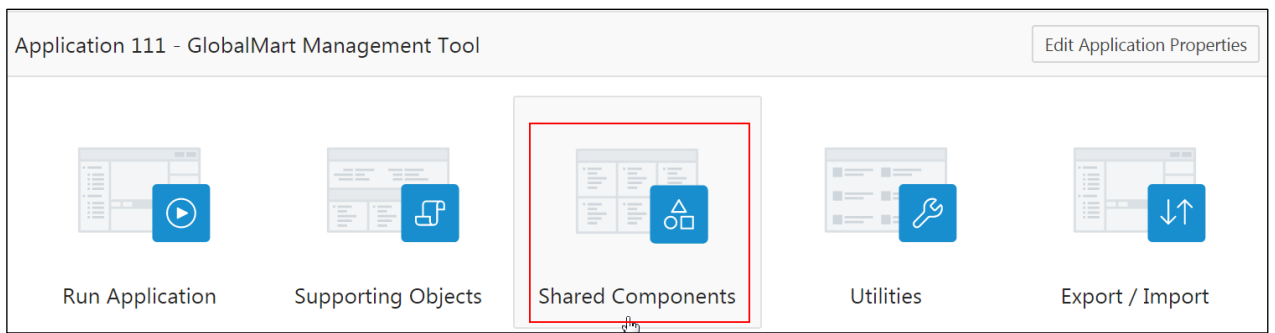 Application 111 - GlobalMart Management Tool
Edit Application Properties
Run Application
Supporting Objects
Shared Components
Utilities
Export / Import